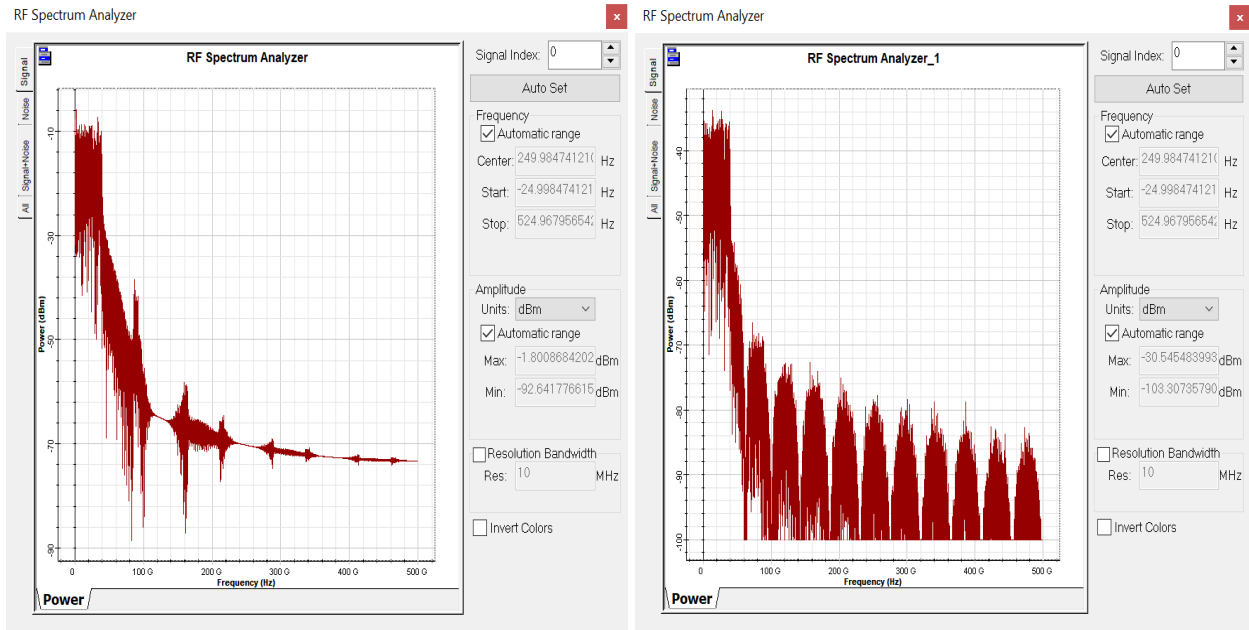 RF Spectrum Analyzer
x
RF Spectrum Analyzer
Signal
Noise
Signal+Noise
All
Power (dBm)
-10
-30
-50
-70
-90
0
100 G
200 G
300 G
400 G
500 G
Frequency (Hz)
Power
Signal Index: 0
Auto Set
Frequency
Automatic range
Center: 249.984741210 Hz
Start: -24.998474121 Hz
Stop: 524.967956542 Hz
Amplitude
Units: dBm
Automatic range
Max: -1.8008684202 dBm
Min: -92.641776615 dBm
Resolution Bandwidth
Res: 10 MHz
Invert Colors
RF Spectrum Analyzer
x
RF Spectrum Analyzer_1
Signal
Noise
Signal+Noise
All
Power (dBm)
-40
-50
-60
-70
-80
-90
-100
0
100 G
200 G
300 G
400 G
500 G
Frequency (Hz)
Power
Signal Index: 0
Auto Set
Frequency
Automatic range
Center: 249.984741210 Hz
Start: -24.998474121 Hz
Stop: 524.967956542 Hz
Amplitude
Units: dBm
Automatic range
Max: -30.545483993 dBm
Min: -103.30735790 dBm
Resolution Bandwidth
Res: 10 MHz
Invert Colors